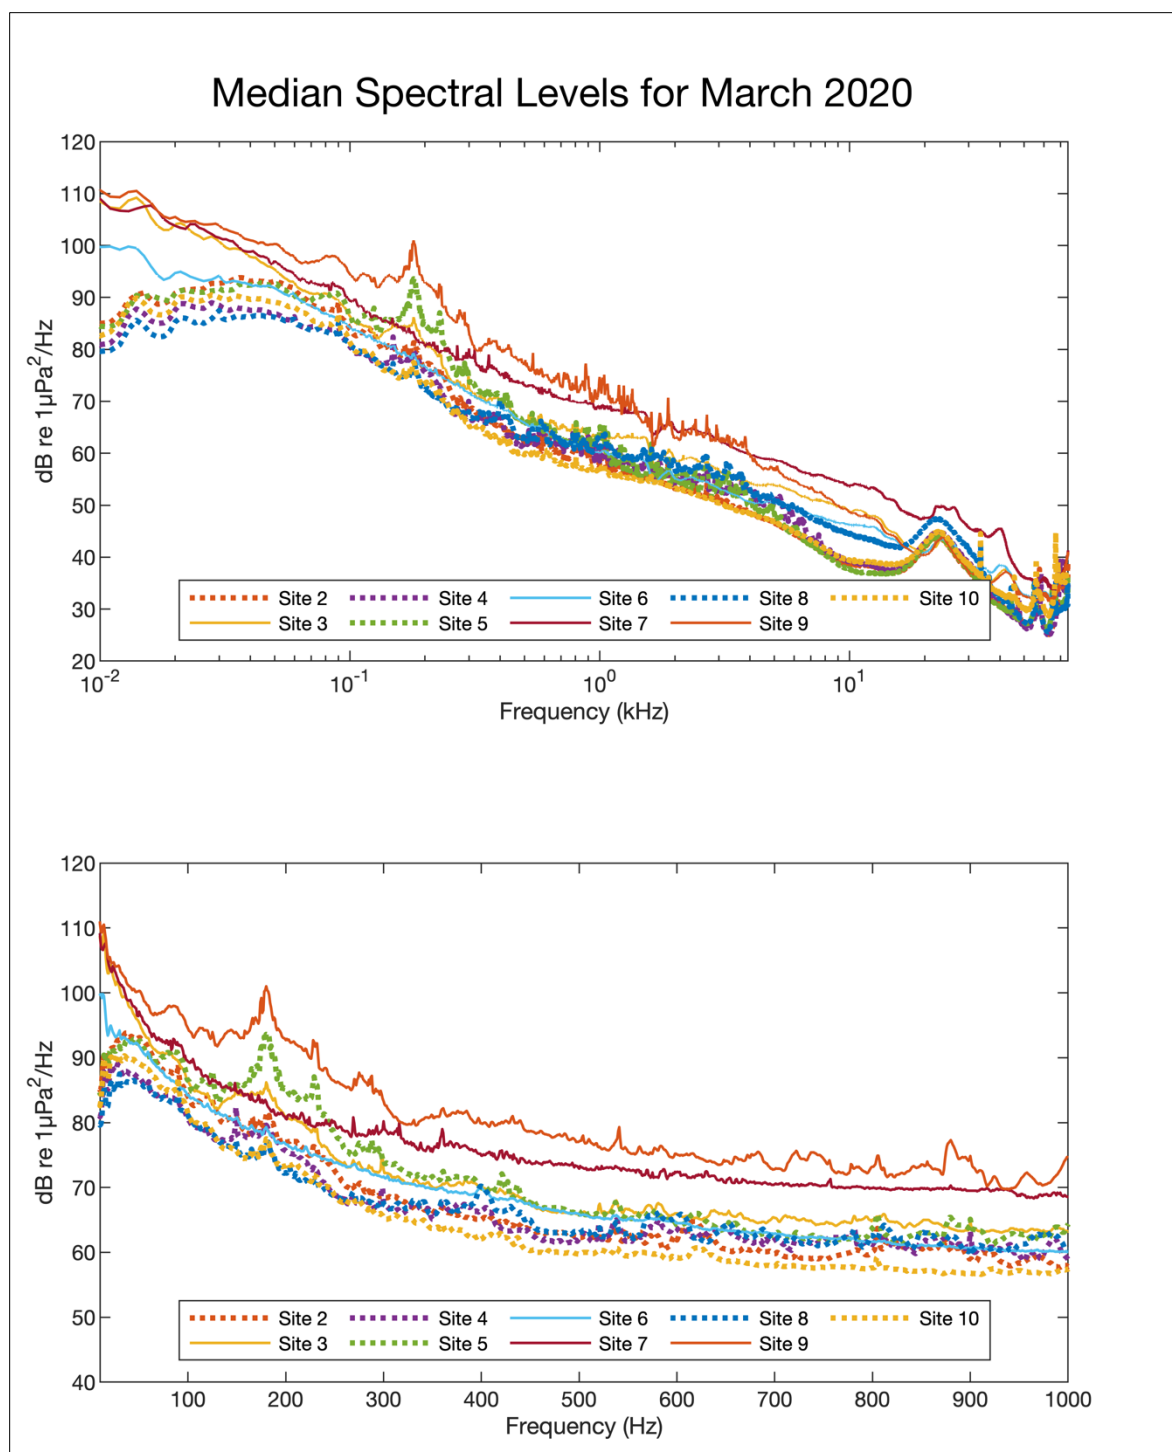 Median Spectral Levels for March 2020
120
110
100
90
80
70
60
50
40
30
20
dB re 1µPa²/Hz
Site 2 Site 4 Site 6 Site 8 Site 10
Site 3 Site 5 Site 7 Site 9
10⁻² 10⁻¹ 10⁰ 10¹
Frequency (kHz)
120
110
100
90
80
70
60
50
40
dB re 1µPa²/Hz
Site 2 Site 4 Site 6 Site 8 Site 10
Site 3 Site 5 Site 7 Site 9
100 200 300 400 500 600 700 800 900 1000
Frequency (Hz)